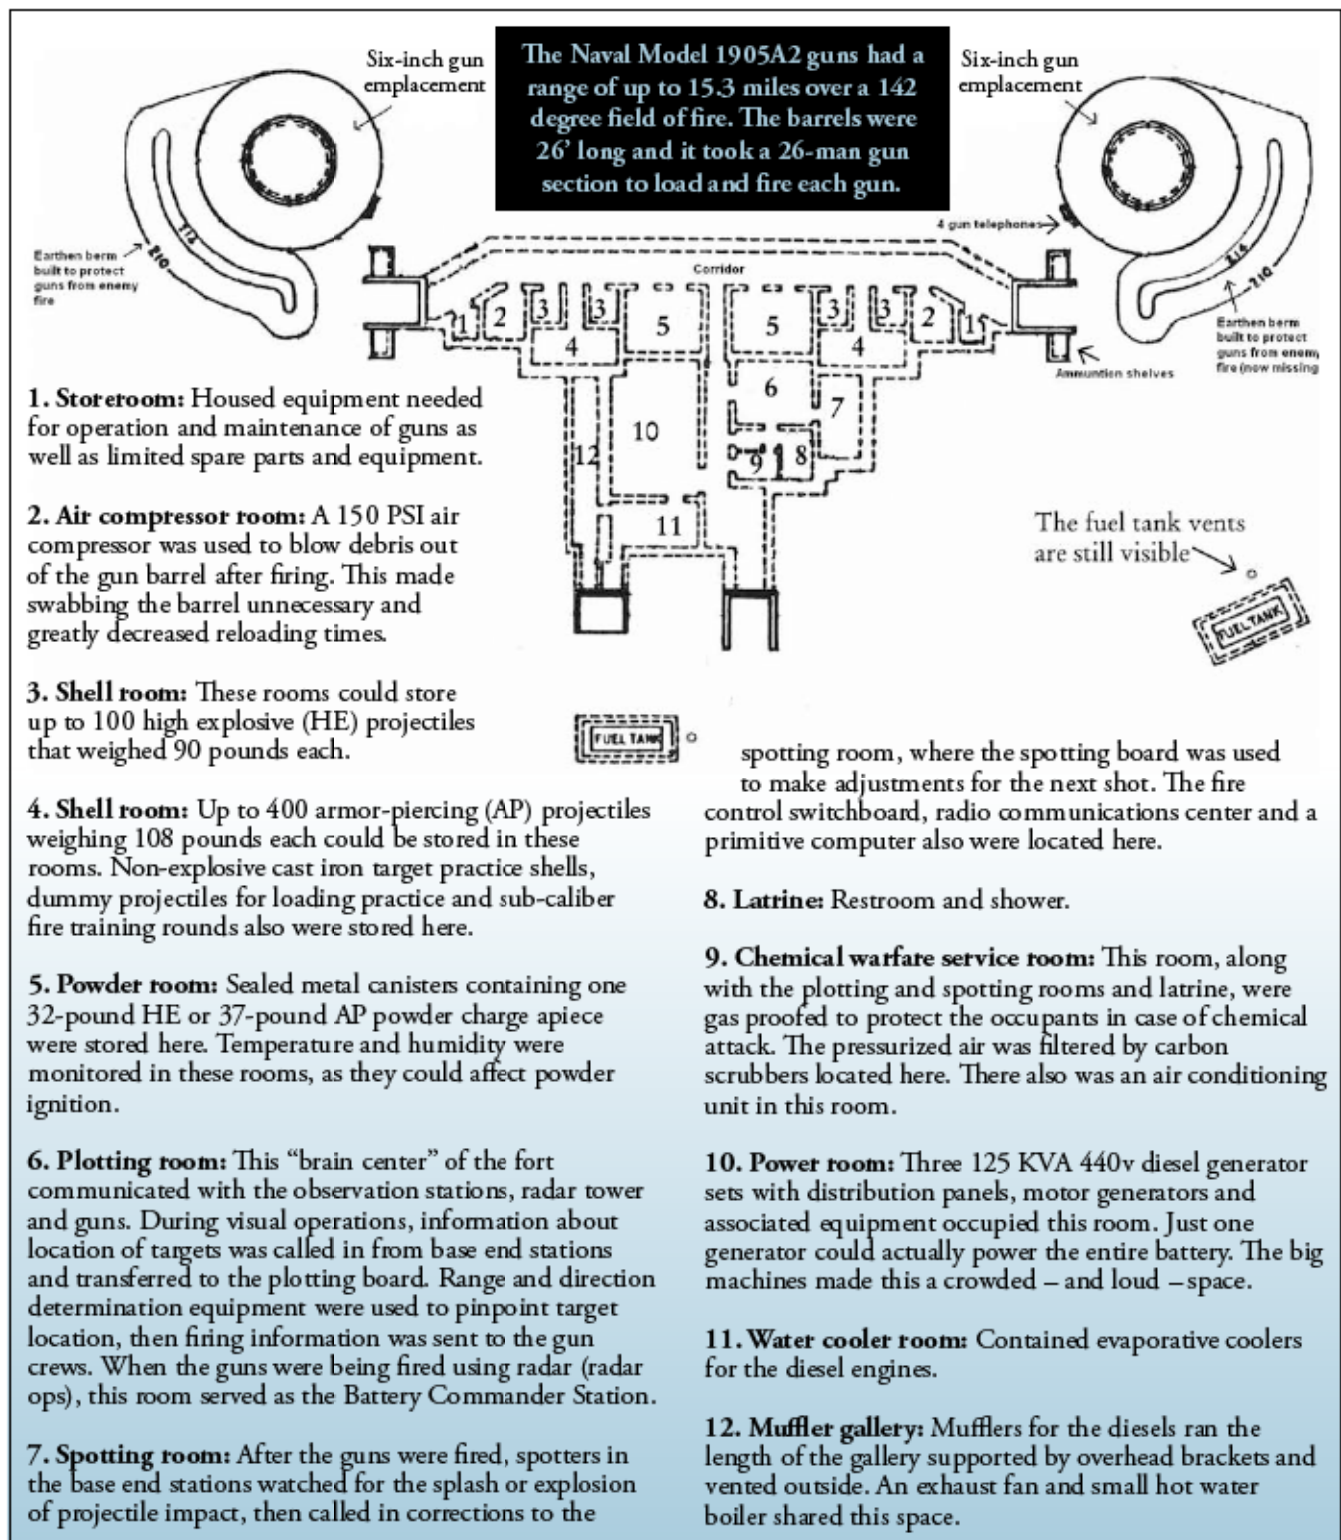 Six-inch gun
emplacement
The Naval Model 1905A2 guns had a
range of up to 15.3 miles over a 142
degree field of fire. The barrels were
26’ long and it took a 26-man gun
section to load and fire each gun.
Six-inch gun
emplacement
4 gun telephones
Earthen berm
built to protect
guns from enemy
fire
210
212
Corridor
214
210
Earthen berm
built to protect
guns from enemy
fire (now missing
Ammuntion shelves
1
2
3
3
5
5
3
3
2
1
4
4
6
7
10
12
9
8
11
The fuel tank vents
are still visible
FUEL TANK
FUEL TANK
1. Storeroom: Housed equipment needed
for operation and maintenance of guns as
well as limited spare parts and equipment.
2. Air compressor room: A 150 PSI air
compressor was used to blow debris out
of the gun barrel after firing. This made
swabbing the barrel unnecessary and
greatly decreased reloading times.
3. Shell room: These rooms could store
up to 100 high explosive (HE) projectiles
that weighed 90 pounds each.
4. Shell room: Up to 400 armor-piercing (AP) projectiles
weighing 108 pounds each could be stored in these
rooms. Non-explosive cast iron target practice shells,
dummy projectiles for loading practice and sub-caliber
fire training rounds also were stored here.
5. Powder room: Sealed metal canisters containing one
32-pound HE or 37-pound AP powder charge apiece
were stored here. Temperature and humidity were
monitored in these rooms, as they could affect powder
ignition.
6. Plotting room: This “brain center” of the fort
communicated with the observation stations, radar tower
and guns. During visual operations, information about
location of targets was called in from base end stations
and transferred to the plotting board. Range and direction
determination equipment were used to pinpoint target
location, then firing information was sent to the gun
crews. When the guns were being fired using radar (radar
ops), this room served as the Battery Commander Station.
7. Spotting room: After the guns were fired, spotters in
the base end stations watched for the splash or explosion
of projectile impact, then called in corrections to the
spotting room, where the spotting board was used
to make adjustments for the next shot. The fire
control switchboard, radio communications center and a
primitive computer also were located here.
8. Latrine: Restroom and shower.
9. Chemical warfare service room: This room, along
with the plotting and spotting rooms and latrine, were
gas proofed to protect the occupants in case of chemical
attack. The pressurized air was filtered by carbon
scrubbers located here. There also was an air conditioning
unit in this room.
10. Power room: Three 125 KVA 440v diesel generator
sets with distribution panels, motor generators and
associated equipment occupied this room. Just one
generator could actually power the entire battery. The big
machines made this a crowded – and loud – space.
11. Water cooler room: Contained evaporative coolers
for the diesel engines.
12. Muffler gallery: Mufflers for the diesels ran the
length of the gallery supported by overhead brackets and
vented outside. An exhaust fan and small hot water
boiler shared this space.